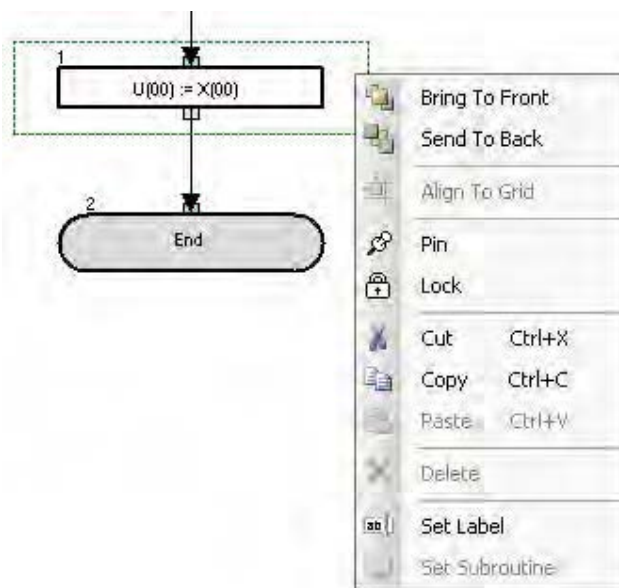 1
U(00) := X(00)
2
End
Bring To Front
Send To Back
Align To Grid
Pin
Lock
Cut Ctrl+X
Copy Ctrl+C
Paste Ctrl+V
Delete
ab
Set Label
Set Subroutine